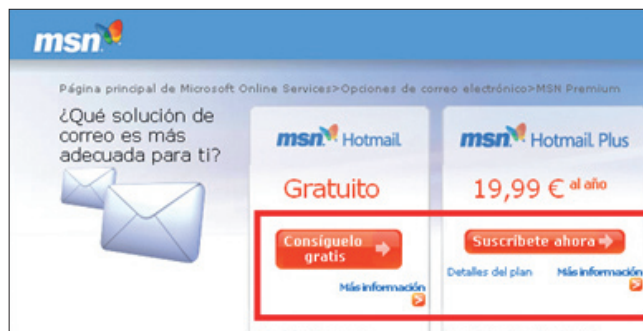 msn
Página principal de Microsoft Online Services>Opciones de correo electrónico>MSN Premium
¿Qué solución de
correo es más
adecuada para ti?
msn Hotmail
Gratuito
Consíguelo
gratis
Más información
msn Hotmail Plus
19,99 € al año
Suscríbete ahora
Detalles del plan
Más información